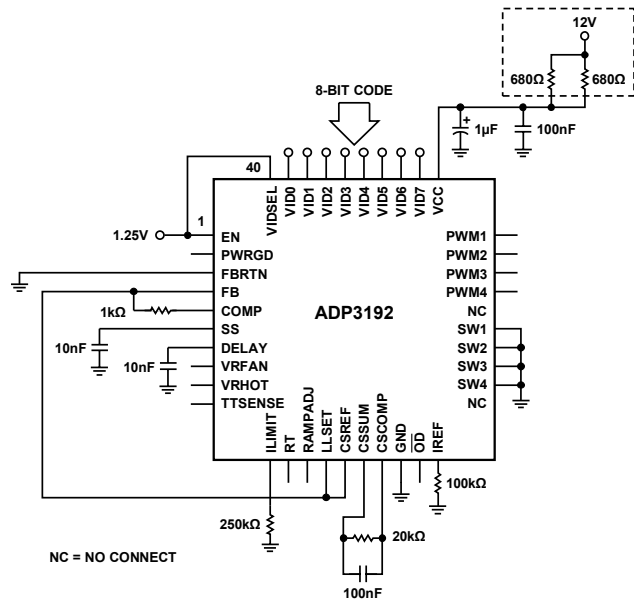 12V
680Ω
680Ω
8-BIT CODE
1µF
+
100nF
40
VIDSEL
VID0
VID1
VID2
VID3
VID4
VID5
VID6
VID7
VCC
1
1.25V
EN
PWRGD
FBRTN
FB
COMP
SS
DELAY
VRFAN
VRHOT
TTSENSE
1kΩ
10nF
10nF
ADP3192
PWM1
PWM2
PWM3
PWM4
NC
SW1
SW2
SW3
SW4
NC
ILIMIT
RT
RAMPADJ
LLSET
CSREF
CSSUM
CSCOMP
GND
OD
IREF
100kΩ
250kΩ
20kΩ
100nF
NC = NO CONNECT